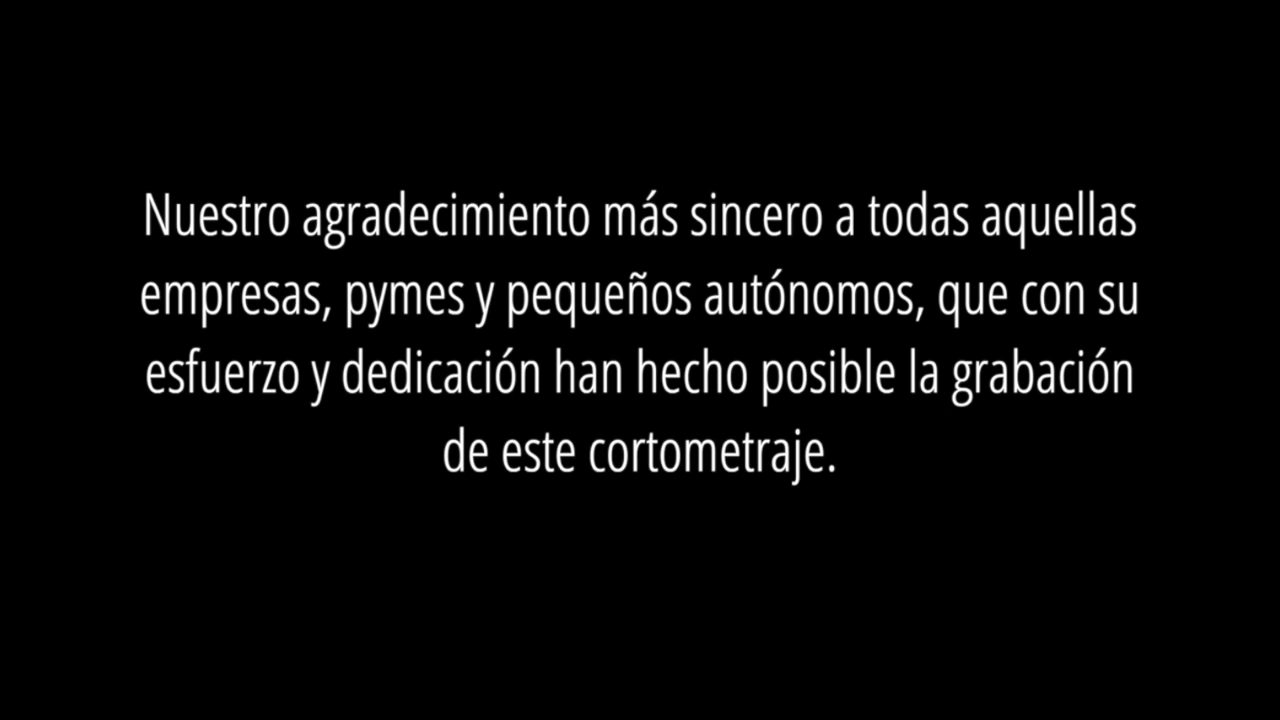 Nuestro agradecimiento más sincero a todas aquellas
empresas, pymes y pequeños autónomos, que con su
esfuerzo y dedicación han hecho posible la grabación
de este cortometraje.